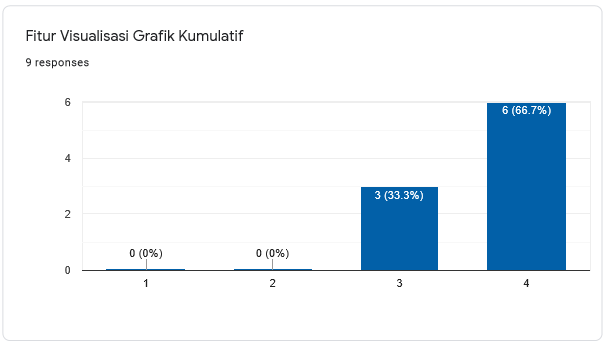 Fitur Visualisasi Grafik Kumulatif
9 responses
6
6 (66.7%)
4
3 (33.3%)
2
0 (0%) 0 (0%)
0
1 2 3 4